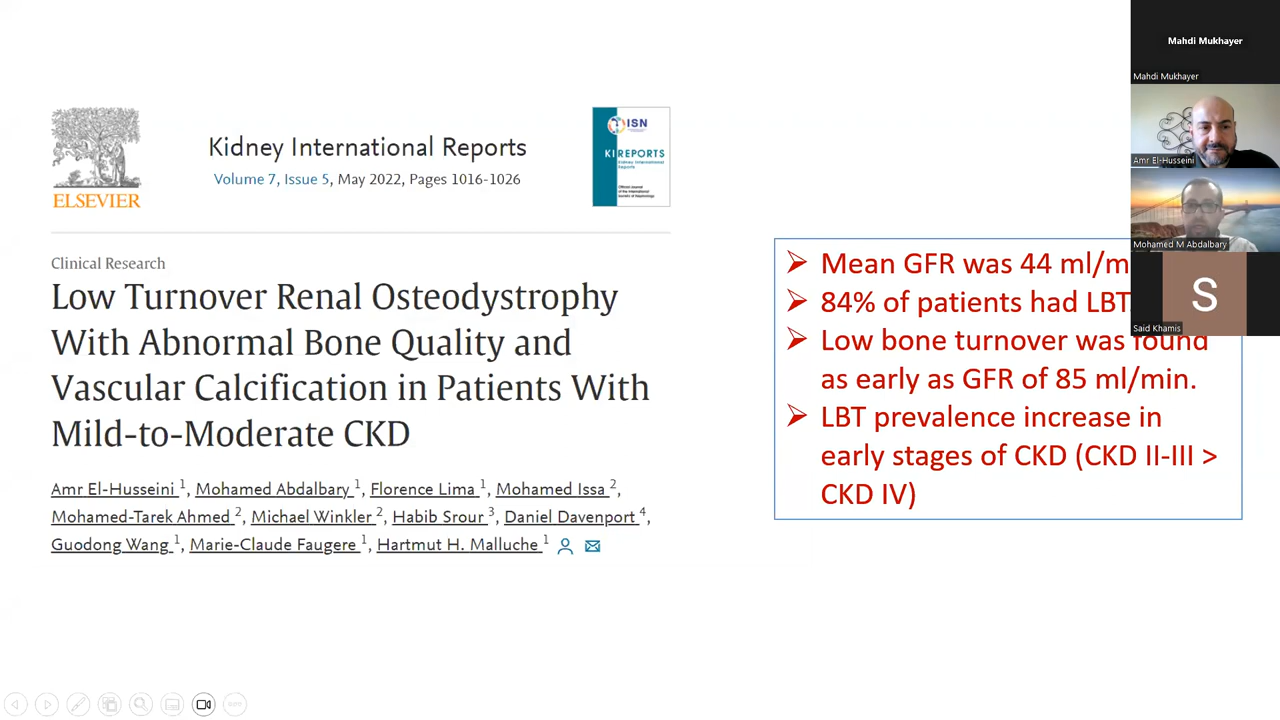 Kidney International Reports
Volume 7, Issue 5, May 2022, Pages 1016-1026
ELSEVIER
ISN
KI REPORTS
Kidney International
Reports
Clinical Research
Low Turnover Renal Osteodystrophy
With Abnormal Bone Quality and
Vascular Calcification in Patients With
Mild-to-Moderate CKD
Amr El-Husseini 1, Mohamed Abdalbary 1, Florence Lima 1, Mohamed Issa 2,
Mohamed-Tarek Ahmed 2, Michael Winkler 2, Habib Srour 3, Daniel Davenport 4,
Guodong Wang 1, Marie-Claude Faugere 1, Hartmut H. Malluche 1
➢ Mean GFR was 44 ml/m
➢ 84% of patients had LBT
➢ Low bone turnover was found
as early as GFR of 85 ml/min.
➢ LBT prevalence increase in
early stages of CKD (CKD II-III >
CKD IV)
Mahdi Mukhayer
Mahdi Mukhayer
Amr El-Husseini
Mohamed M Abdalbary
S
Said Khamis